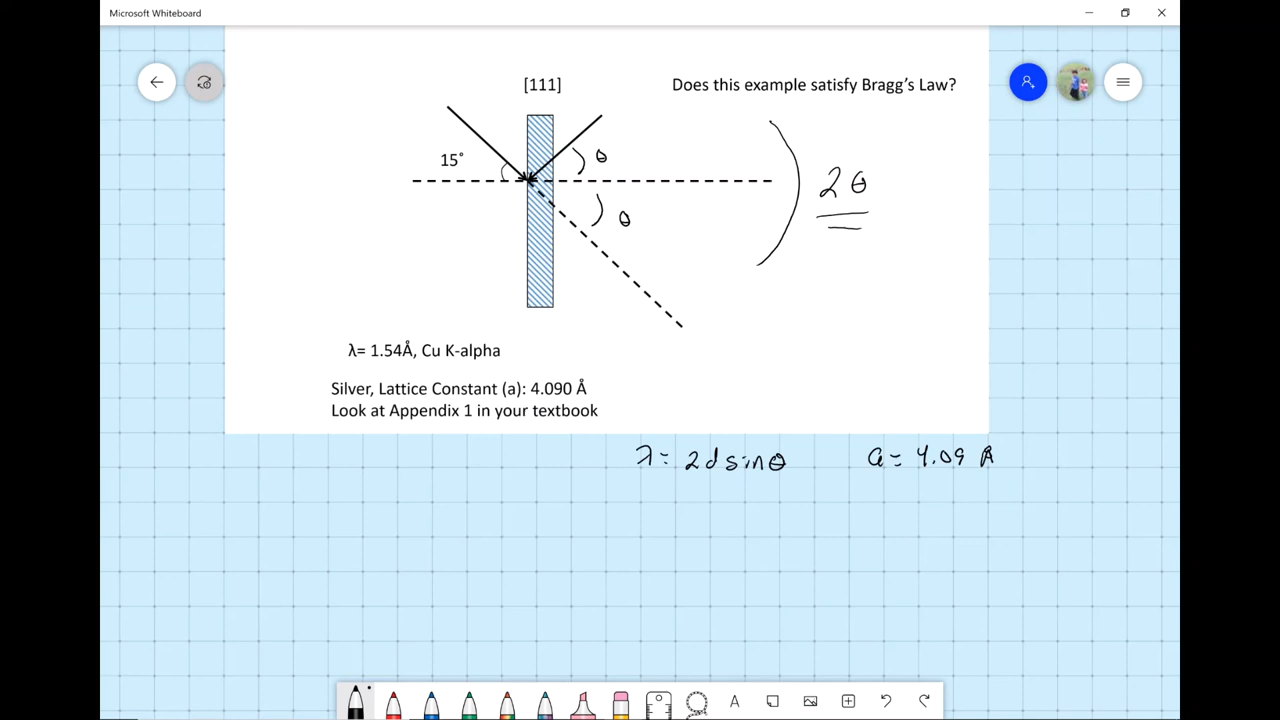 Microsoft Whiteboard
[111]
Does this example satisfy Bragg's Law?
15˚
θ
θ
2θ
λ= 1.54Å, Cu K-alpha
Silver, Lattice Constant (a): 4.090 Å
Look at Appendix 1 in your textbook
λ= 2d sinθ
a= 4.09 Å
A